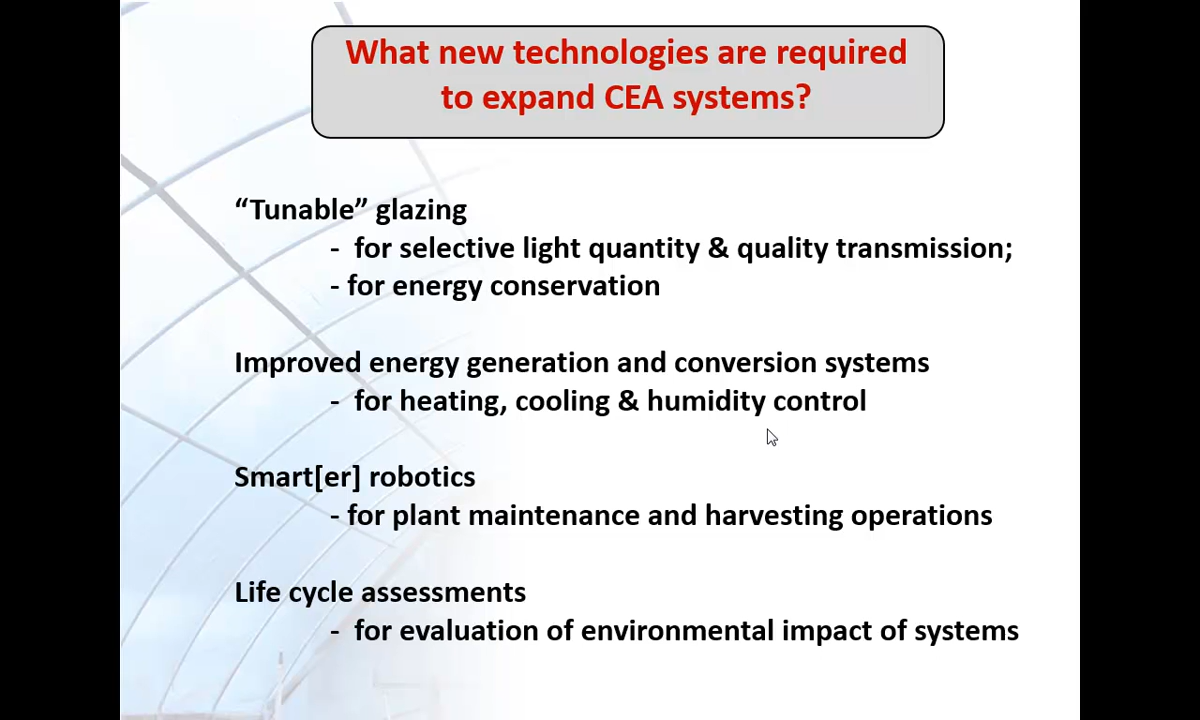 What new technologies are required
to expand CEA systems?
“Tunable” glazing
- for selective light quantity & quality transmission;
- for energy conservation
Improved energy generation and conversion systems
- for heating, cooling & humidity control
Smart[er] robotics
- for plant maintenance and harvesting operations
Life cycle assessments
- for evaluation of environmental impact of systems